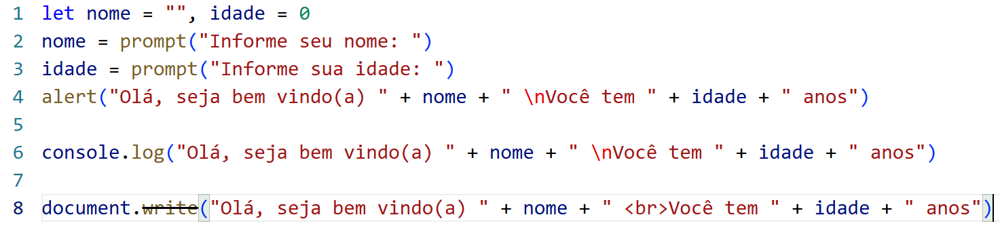 1 let nome = "", idade = 0
2 nome = prompt("Informe seu nome: ")
3 idade = prompt("Informe sua idade: ")
4 alert("Olá, seja bem vindo(a) " + nome + " \nVocê tem " + idade + " anos")
5
6 console.log("Olá, seja bem vindo(a) " + nome + " \nVocê tem " + idade + " anos")
7
8 document.write("Olá, seja bem vindo(a) " + nome + " <br>Você tem " + idade + " anos")